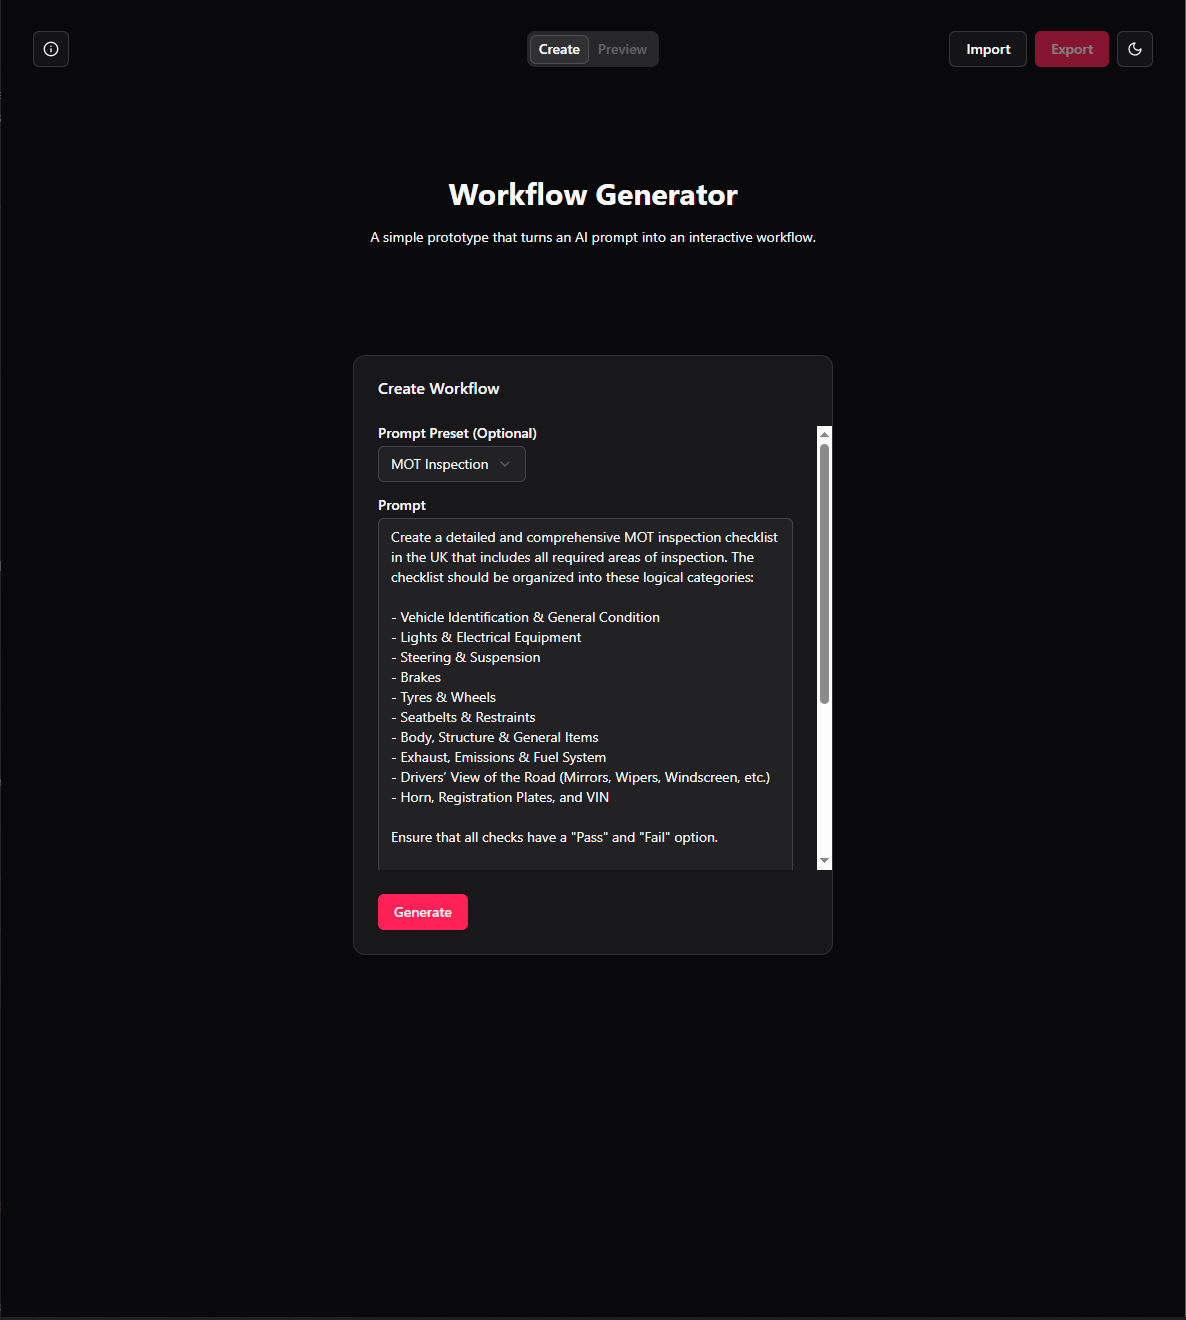 Create Preview
Import Export
Workflow Generator
A simple prototype that turns an AI prompt into an interactive workflow.
Create Workflow
Prompt Preset (Optional)
MOT Inspection
Prompt
Create a detailed and comprehensive MOT inspection checklist
in the UK that includes all required areas of inspection. The
checklist should be organized into these logical categories:
- Vehicle Identification & General Condition
- Lights & Electrical Equipment
- Steering & Suspension
- Brakes
- Tyres & Wheels
- Seatbelts & Restraints
- Body, Structure & General Items
- Exhaust, Emissions & Fuel System
- Drivers’ View of the Road (Mirrors, Wipers, Windscreen, etc.)
- Horn, Registration Plates, and VIN
Ensure that all checks have a "Pass" and "Fail" option.
Generate